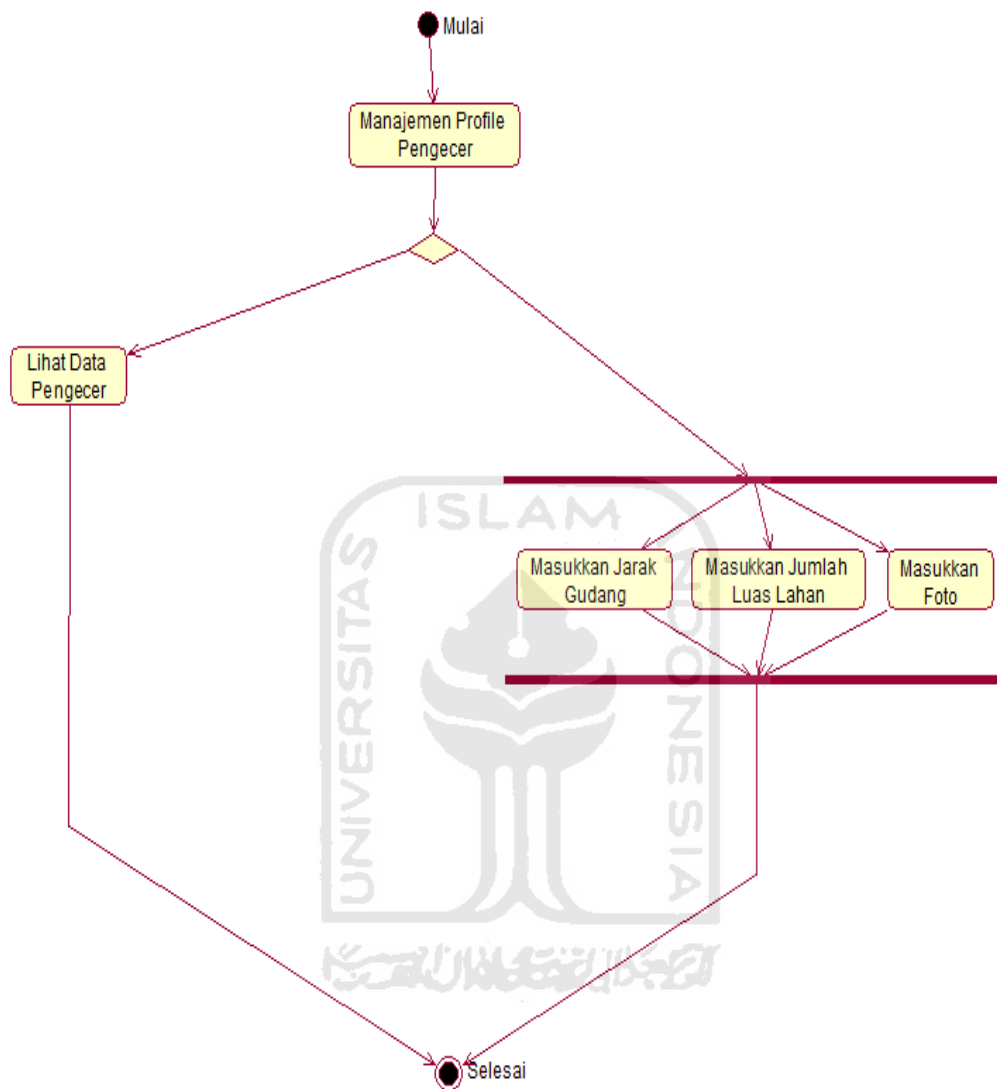 Mulai
Manajemen Profile
Pengecer
Lihat Data
Pengecer
ISLAM
UNIVERSITAS
INDONESIA
Masukkan Jarak
Gudang
Masukkan Jumlah
Luas Lahan
Masukkan
Foto
Selesai